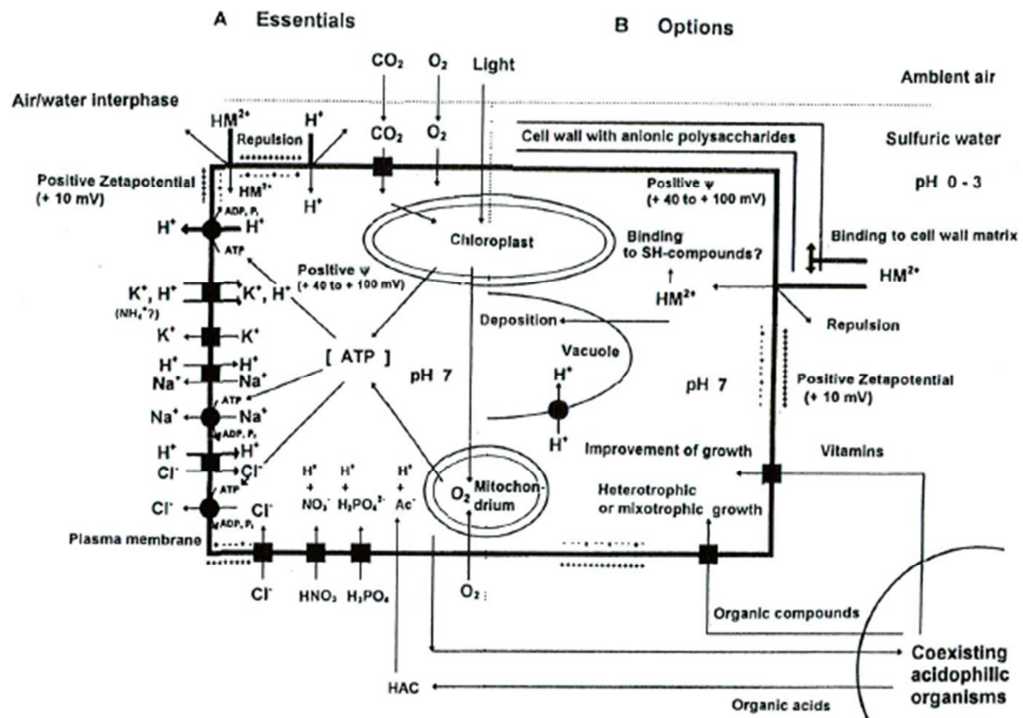 A Essentials
B Options
CO₂ O₂ Light
Ambient air
Air/water interphase
HM²⁺ H⁺
CO₂ O₂
Repulsion
Cell wall with anionic polysaccharides
Sulfuric water
pH 0 - 3
Positive Zetapotential
(+ 10 mV)
HM²⁺
H⁺
Positive ψ
(+ 40 to + 100 mV)
ADP, Pᵢ
H⁺ H⁺
ATP
Chloroplast
Binding
to SH-compounds?
Binding to cell wall matrix
HM²⁺
Positive ψ
(+ 40 to + 100 mV)
K⁺, H⁺ K⁺, H⁺
(NH₄⁺?)
HM²⁺
Deposition
Repulsion
K⁺ K⁺
[ ATP ]
pH 7
Vacuole
H⁺
H⁺
pH 7
Positive Zetapotential
(+ 10 mV)
H⁺ H⁺
Na⁺ Na⁺
ATP
Na⁺ Na⁺
ADP, Pᵢ
H⁺ H⁺
Cl⁻ Cl⁻
ATP
Cl⁻ Cl⁻
ADP, Pᵢ
H⁺ H⁺ H⁺
+ + +
NO₃⁻ H₂PO₄²⁻ Ac⁻
O₂ Mitochon-
drium
Improvement of growth
Vitamins
Heterotrophic
or mixotrophic growth
Plasma membrane
Cl⁻ HNO₃ H₃PO₄ O₂
Organic compounds
Coexisting
acidophilic
organisms
HAC
Organic acids